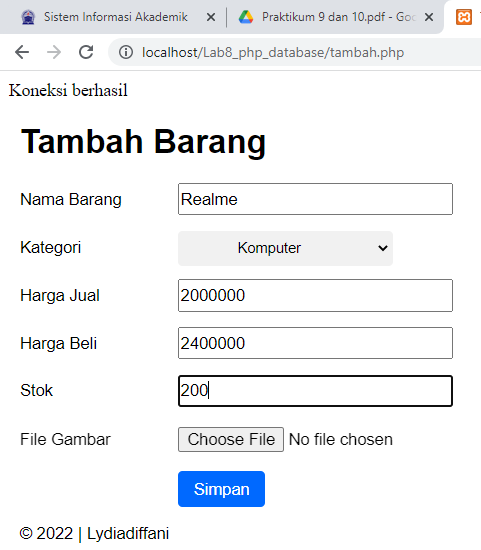 Sistem Informasi Akademik
Praktikum 9 dan 10.pdf - Goo
localhost/Lab8_php_database/tambah.php
Koneksi berhasil
Tambah Barang
Nama Barang Realme
Kategori Komputer
Harga Jual 2000000
Harga Beli 2400000
Stok 200
File Gambar Choose File No file chosen
Simpan
© 2022 | Lydiadiffani